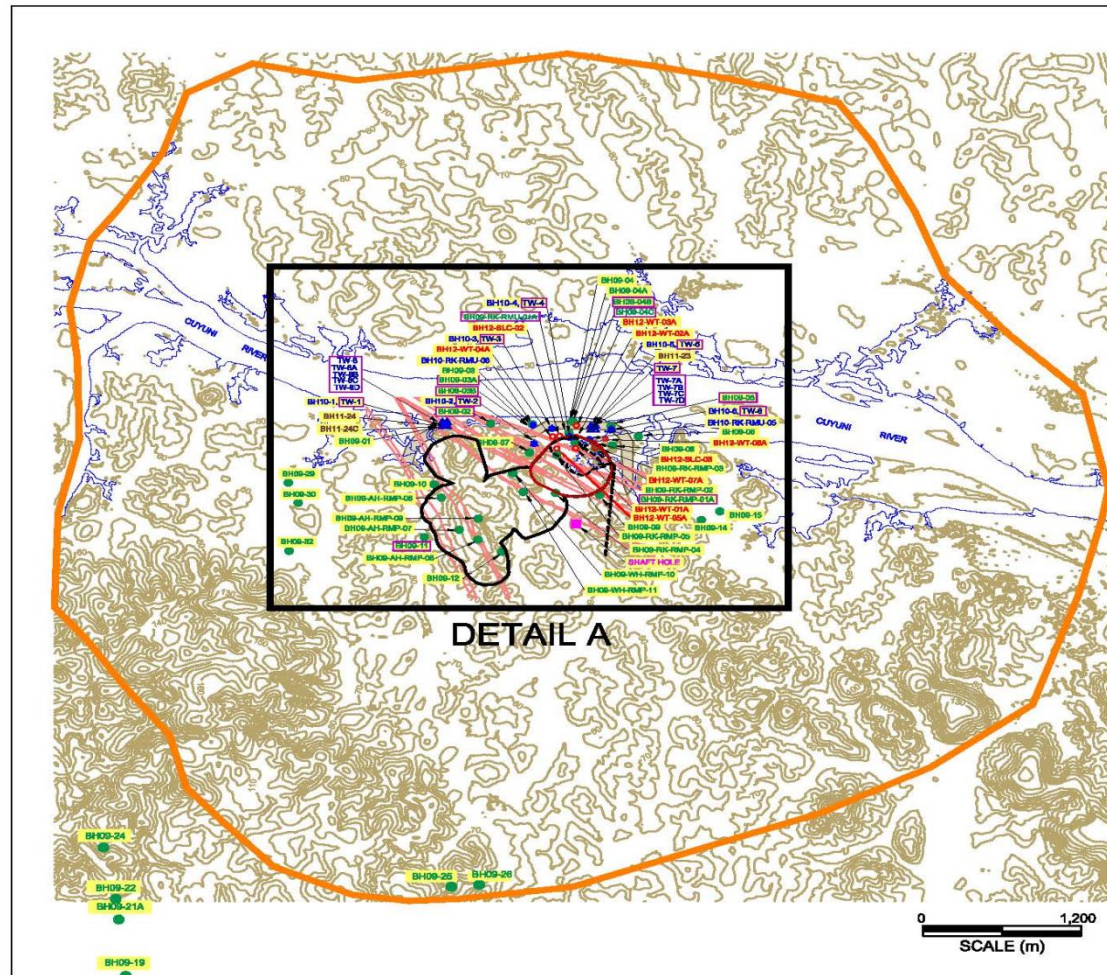 BH09-04
BH09-04A
BH10-4, TW-4
BH09-04B
BH09-RK-RMU-01A
BH09-04C
BH12-SLC-02
BH12-WT-03A
BH10-3, TW-3
BH12-WT-02A
BH12-WT-04A
BH10-5, TW-5
BH10-RK-RMU-06
BH11-23
BH09-03
TW-7
BH09-03A
TW-7A
TW-7B
TW-7C
TW-7D
BH09-03B
BH09-05
TW-6A
TW-6B
TW-6C
TW-6D
BH10-1, TW-1
BH10-2, TW-2
BH10-6, TW-6
BH11-24
BH09-02
BH10-RK-RMU-05
BH11-24C
BH09-06
BH09-01
BH09-07
BH12-WT-06A
BH09-08
BH12-SLC-03
BH09-RK-RMP-03
BH12-WT-07A
BH09-RK-RMP-02
BH09-RK-RMP-01A
BH12-WT-01A
BH12-WT-05A
BH09-09
BH09-RK-RMP-05
BH09-RK-RMP-04
SHAFT HOLE
BH09-WH-RMP-10
BH09-WH-RMP-11
BH09-15
BH09-14
BH09-29
BH09-30
BH09-32
BH09-10
BH09-AH-RMP-06
BH09-AH-RMP-09
BH09-AH-RMP-07
BH09-11
BH09-AH-RMP-08
BH09-12
CUYUNI
RIVER
CUYUNI
RIVER
DETAIL A
BH09-24
BH09-22
BH09-21A
BH09-19
BH09-25
BH09-26
0 1,200
SCALE (m)